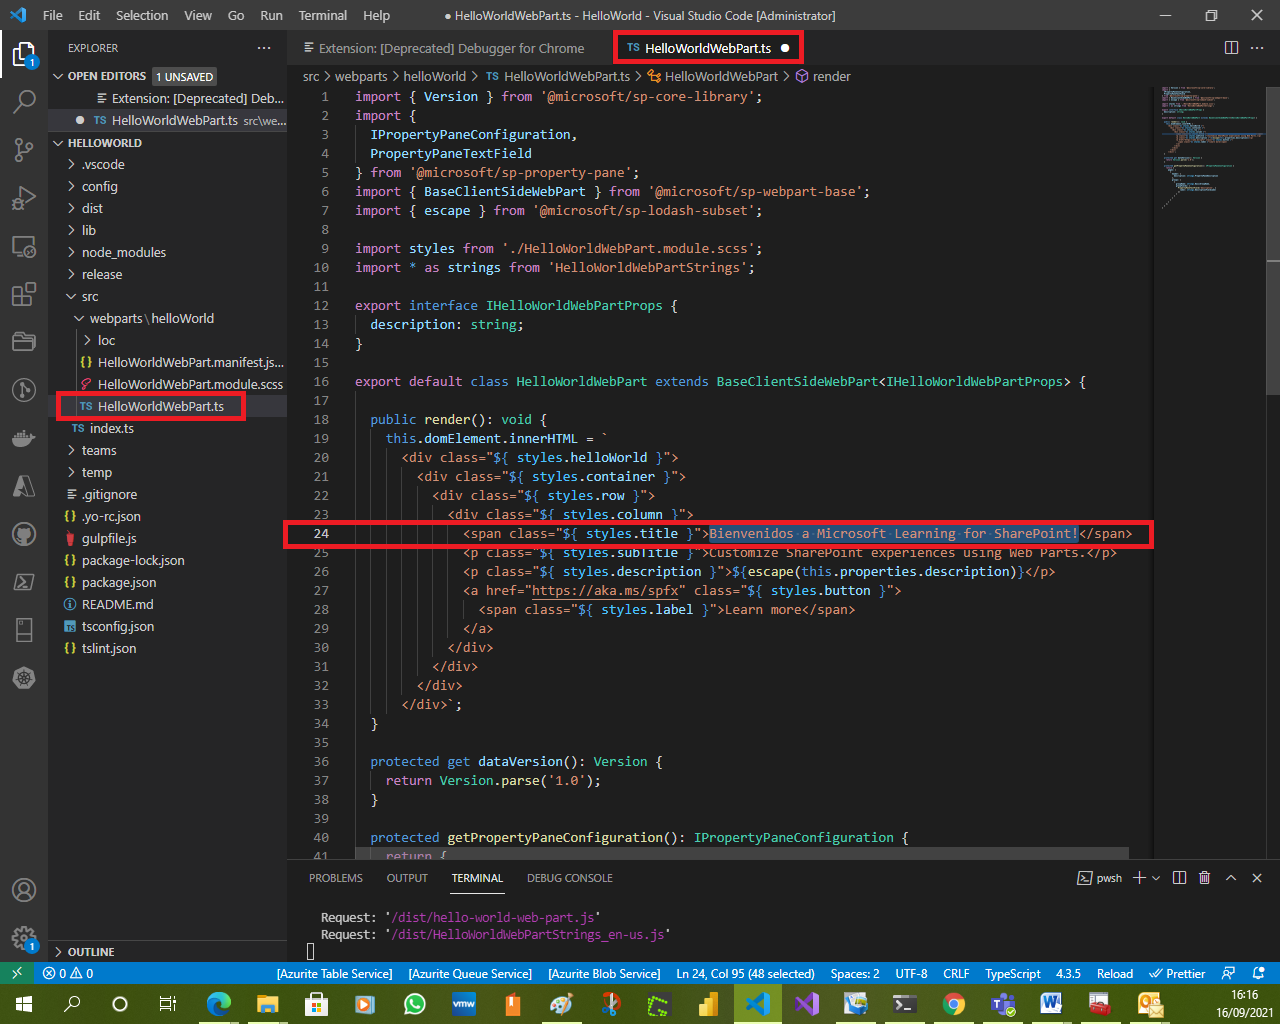 File Edit Selection View Go Run Terminal Help ● HelloWorldWebPart.ts - HelloWorld - Visual Studio Code [Administrator]
EXPLORER ···
OPEN EDITORS 1 UNSAVED
Extension: [Deprecated] Deb...
● TS HelloWorldWebPart.ts src\we...
HELLOWORLD
.vscode
config
dist
lib
node_modules
release
src
webparts\helloWorld
loc
{} HelloWorldWebPart.manifest.js...
HelloWorldWebPart.module.scss
TS HelloWorldWebPart.ts
TS index.ts
teams
temp
.gitignore
{} .yo-rc.json
gulpfile.js
{} package-lock.json
{} package.json
README.md
tsconfig.json
{} tslint.json
OUTLINE
1
1
Extension: [Deprecated] Debugger for Chrome
TS HelloWorldWebPart.ts ●
src > webparts > helloWorld > TS HelloWorldWebPart.ts > HelloWorldWebPart > render
1 import { Version } from '@microsoft/sp-core-library';
2 import {
3 IPropertyPaneConfiguration,
4 PropertyPaneTextField
5 } from '@microsoft/sp-property-pane';
6 import { BaseClientSideWebPart } from '@microsoft/sp-webpart-base';
7 import { escape } from '@microsoft/sp-lodash-subset';
8
9 import styles from './HelloWorldWebPart.module.scss';
10 import * as strings from 'HelloWorldWebPartStrings';
11
12 export interface IHelloWorldWebPartProps {
13 description: string;
14 }
15
16 export default class HelloWorldWebPart extends BaseClientSideWebPart<IHelloWorldWebPartProps> {
17
18 public render(): void {
19 this.domElement.innerHTML = `
20 <div class="${ styles.helloWorld }">
21 <div class="${ styles.container }">
22 <div class="${ styles.row }">
23 <div class="${ styles.column }">
24 <span class="${ styles.title }">Bienvenidos a Microsoft Learning for SharePoint!</span>
25 <p class="${ styles.subTitle }">Customize SharePoint experiences using Web Parts.</p>
26 <p class="${ styles.description }">${escape(this.properties.description)}</p>
27 <a href="https://aka.ms/spfx" class="${ styles.button }">
28 <span class="${ styles.label }">Learn more</span>
29 </a>
30 </div>
31 </div>
32 </div>
33 </div>`;
34 }
35
36 protected get dataVersion(): Version {
37 return Version.parse('1.0');
38 }
39
40 protected getPropertyPaneConfiguration(): IPropertyPaneConfiguration {
41 return {
PROBLEMS OUTPUT TERMINAL DEBUG CONSOLE pwsh
Request: '/dist/hello-world-web-part.js'
Request: '/dist/HelloWorldWebPartStrings_en-us.js'
0 0 [Azurite Table Service] [Azurite Queue Service] [Azurite Blob Service] Ln 24, Col 95 (48 selected) Spaces: 2 UTF-8 CRLF TypeScript 4.3.5 Reload Prettier
vmw
16:16
16/09/2021